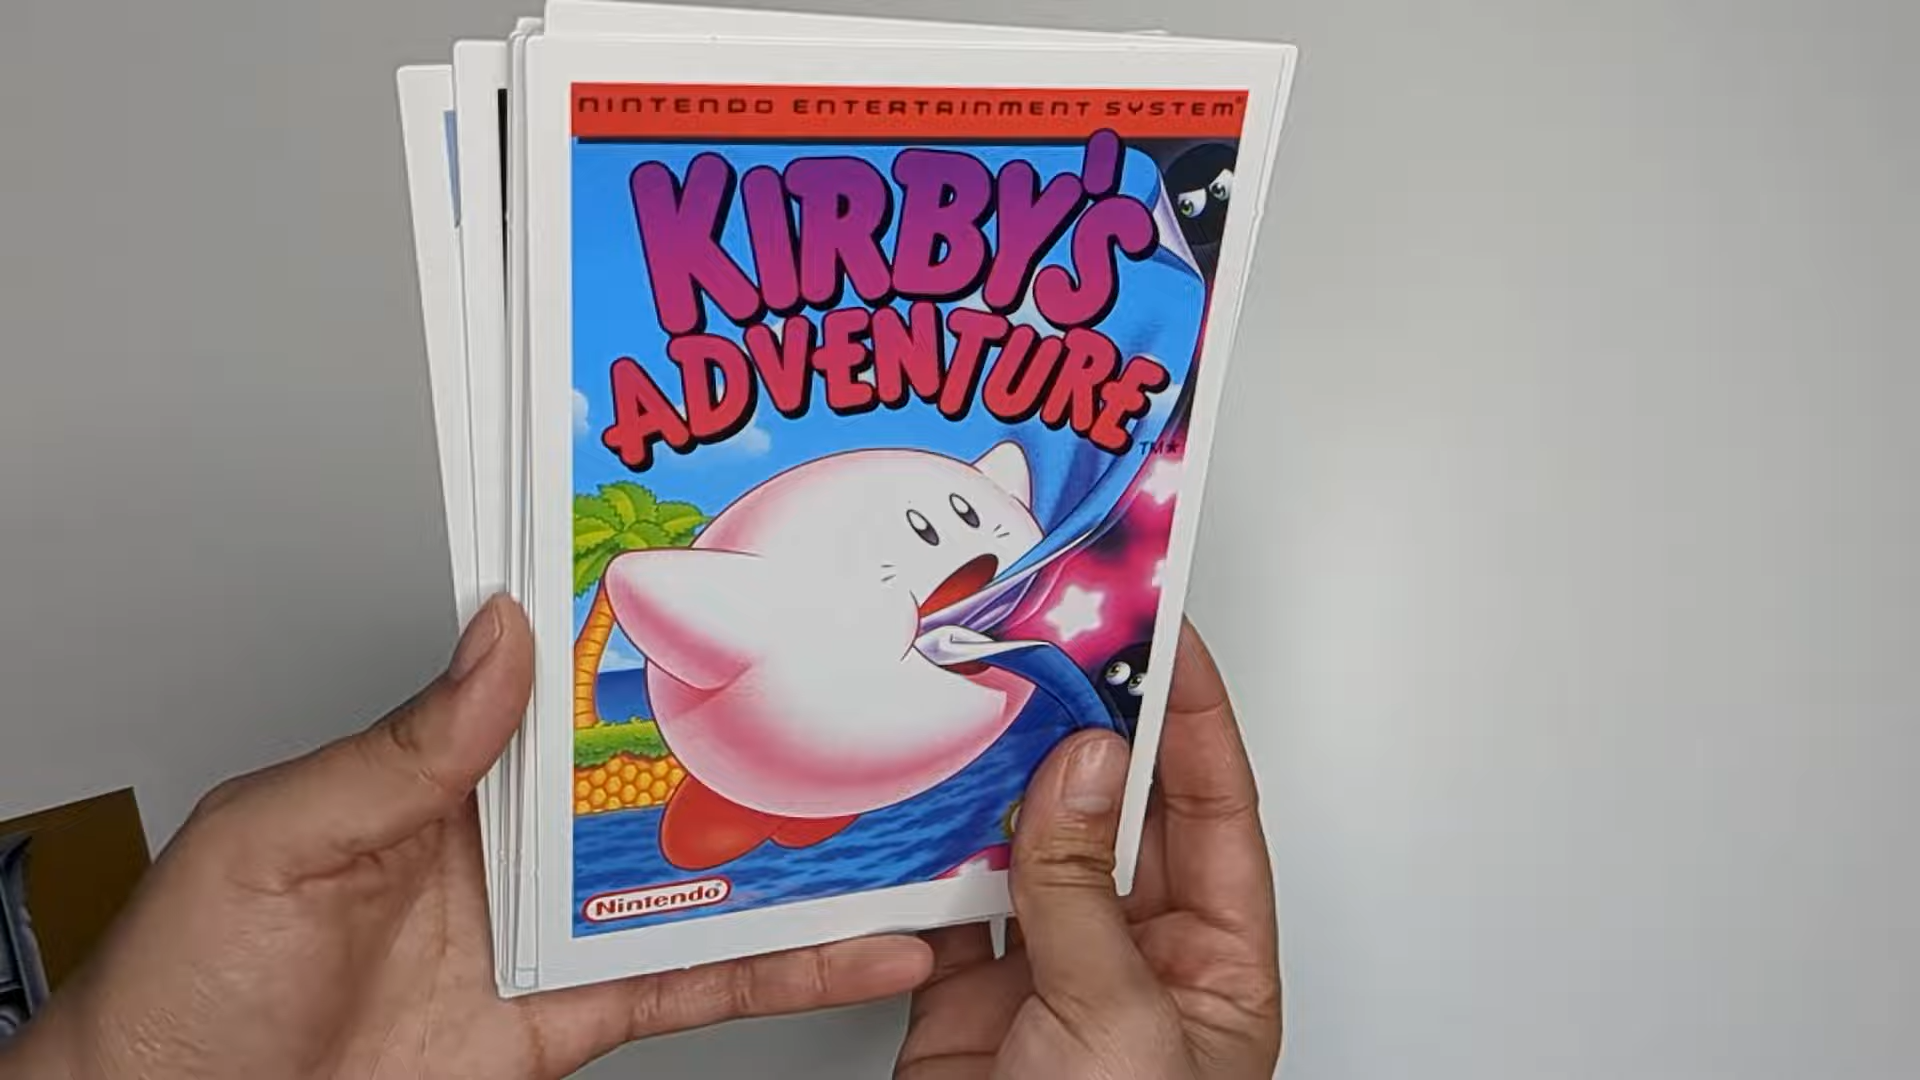 NINTENDO ENTERTAINMENT SYSTEM®
KIRBY'S
ADVENTURE
TM★
Nintendo®